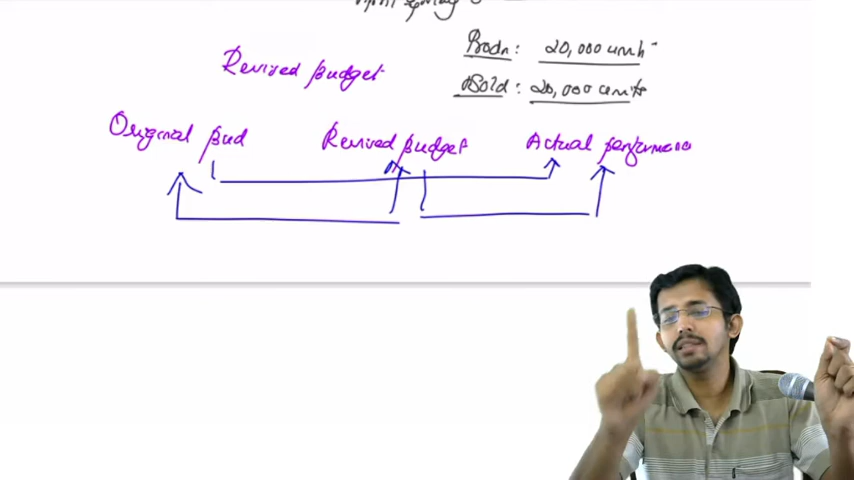 Prodn: 20,000 units
Revised budget
Sold: 20,000 units
Original bud Revised budget Actual performance